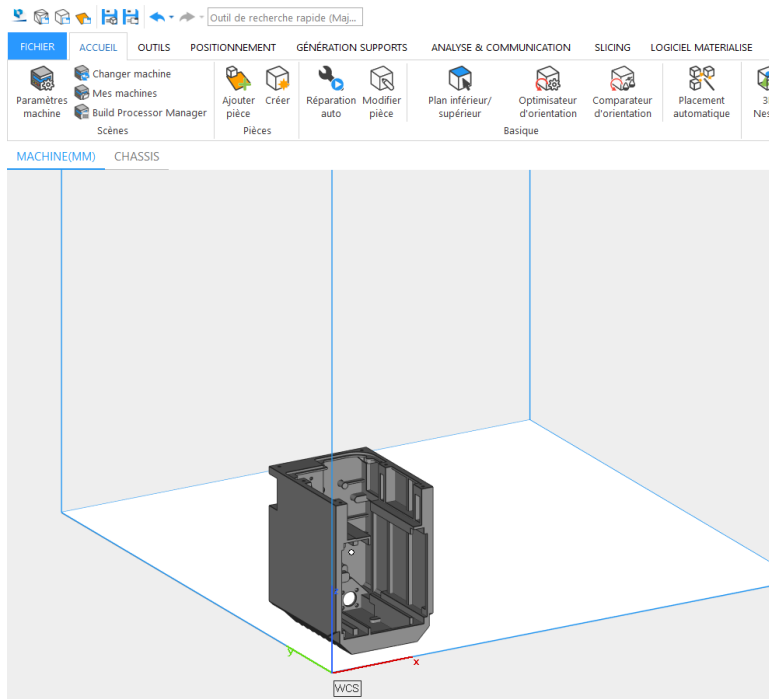 Outil de recherche rapide (Maj...
FICHIER ACCUEIL OUTILS POSITIONNEMENT GÉNÉRATION SUPPORTS ANALYSE & COMMUNICATION SLICING LOGICIEL MATERIALISE
Paramètres machine
Changer machine
Mes machines
Build Processor Manager
Scènes
Ajouter pièce
Créer
Pièces
Réparation auto
Modifier pièce
Plan inférieur/ supérieur
Optimisateur d'orientation
Comparateur d'orientation
Basique
Placement automatique
MACHINE(MM) CHASSIS
y
x
WCS